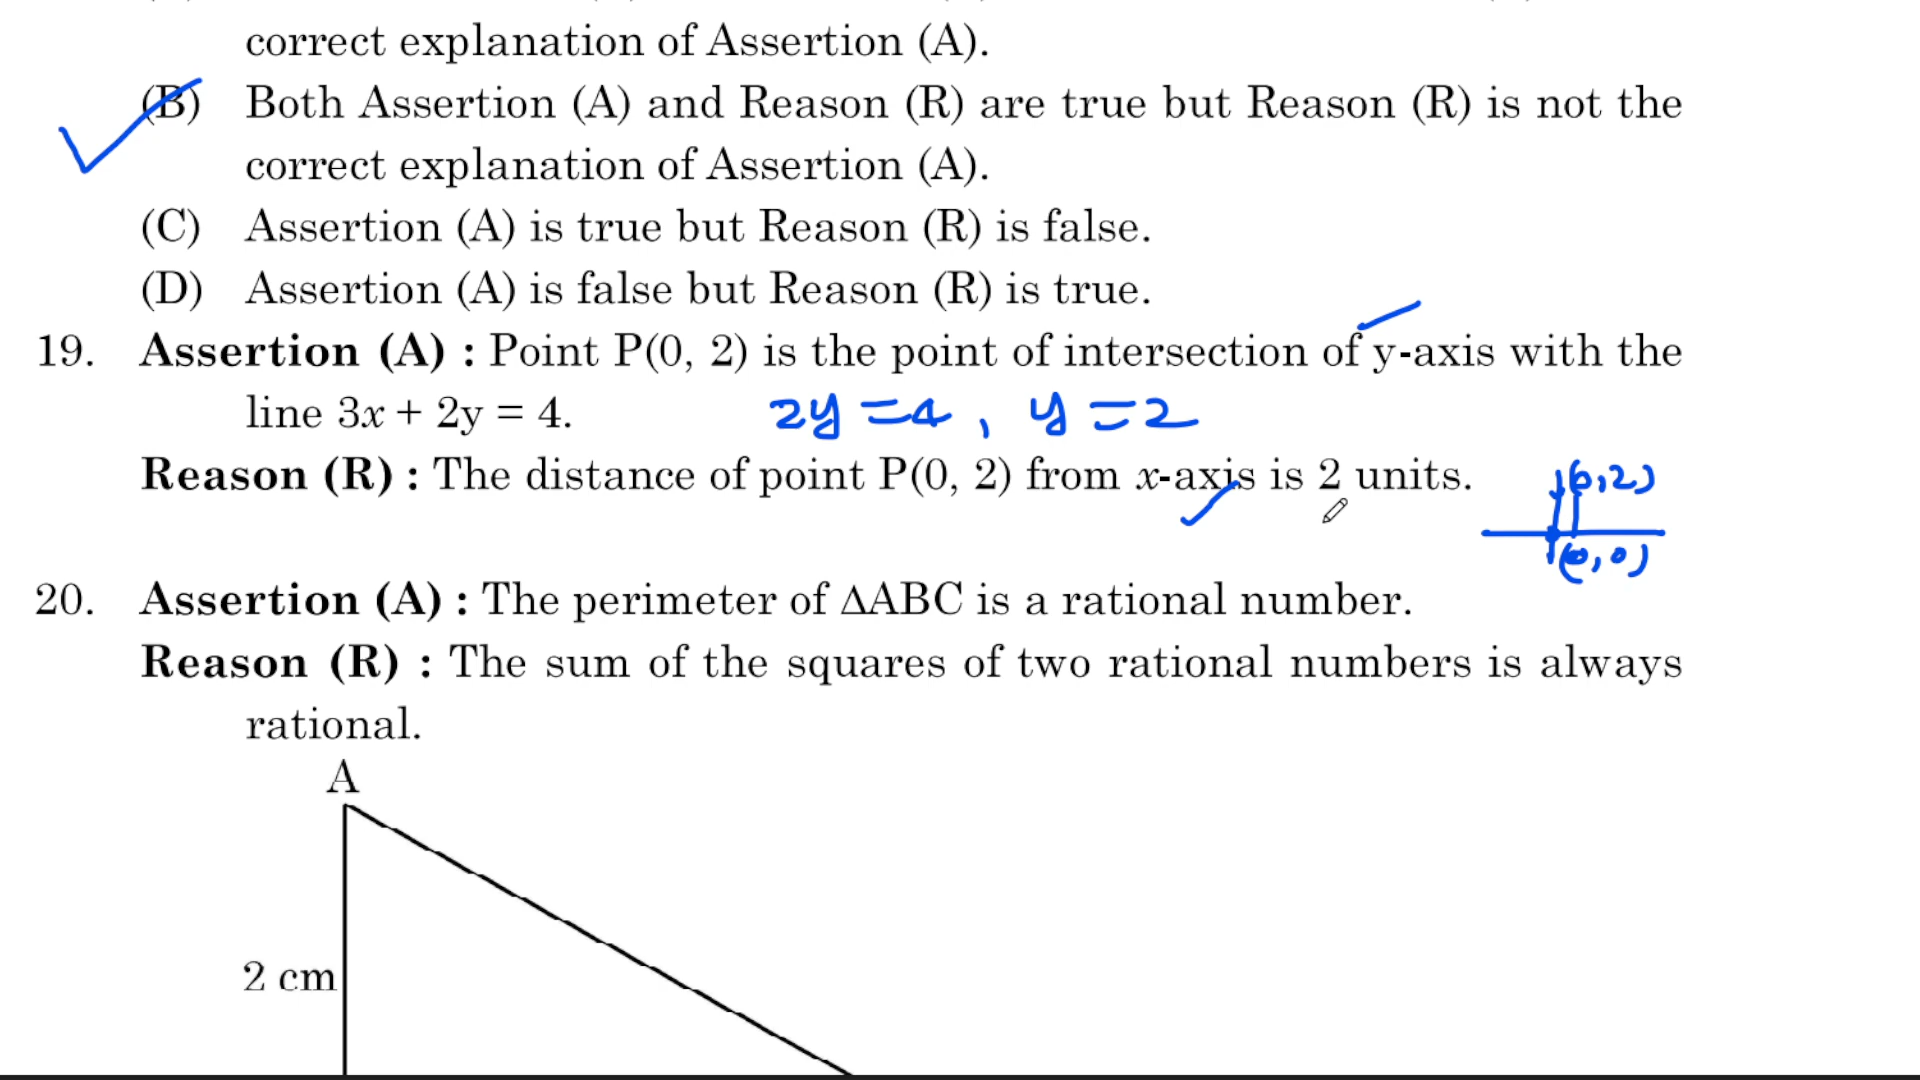 correct explanation of Assertion (A).
(B) Both Assertion (A) and Reason (R) are true but Reason (R) is not the
correct explanation of Assertion (A).
(C) Assertion (A) is true but Reason (R) is false.
(D) Assertion (A) is false but Reason (R) is true.
19. Assertion (A) : Point P(0, 2) is the point of intersection of y-axis with the
line 3x + 2y = 4. 2y = 4 , y = 2
Reason (R) : The distance of point P(0, 2) from x-axis is 2 units.
(0,2)
(0,0)
20. Assertion (A) : The perimeter of ΔABC is a rational number.
Reason (R) : The sum of the squares of two rational numbers is always
rational.
A
2 cm